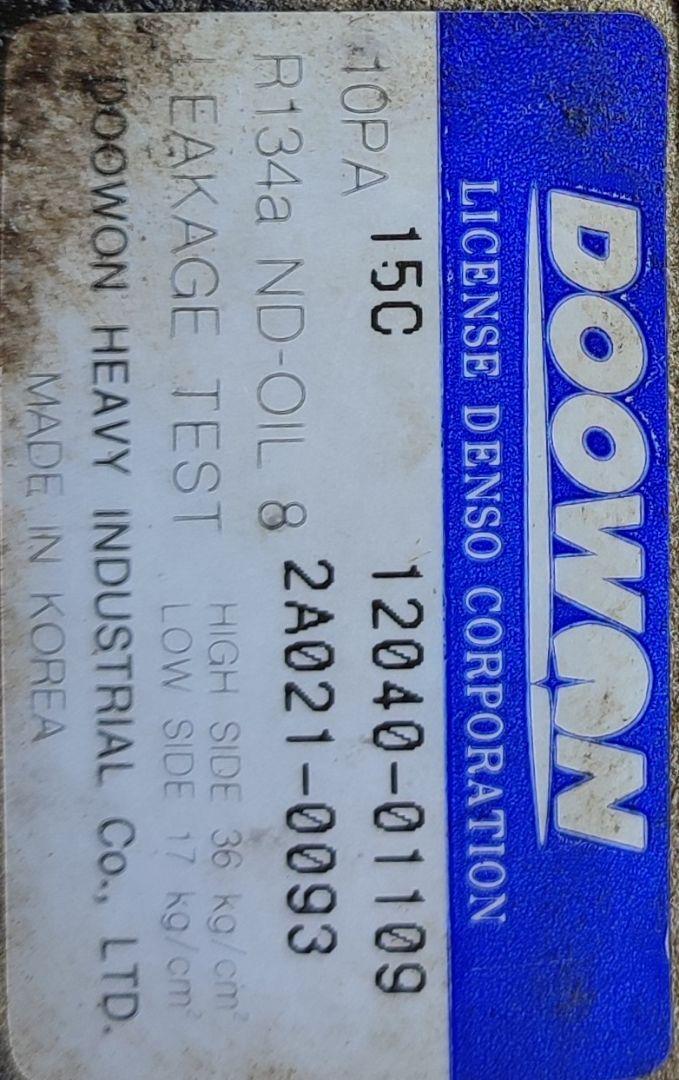 DOOWON
LICENSE DENSO CORPORATION
10PA 15C 12040-01109
R134a ND-OIL 8 2A021-0093
LEAKAGE TEST HIGH SIDE 36 kg/cm²
LOW SIDE 17 kg/cm²
DOOWON HEAVY INDUSTRIAL Co., LTD.
MADE IN KOREA